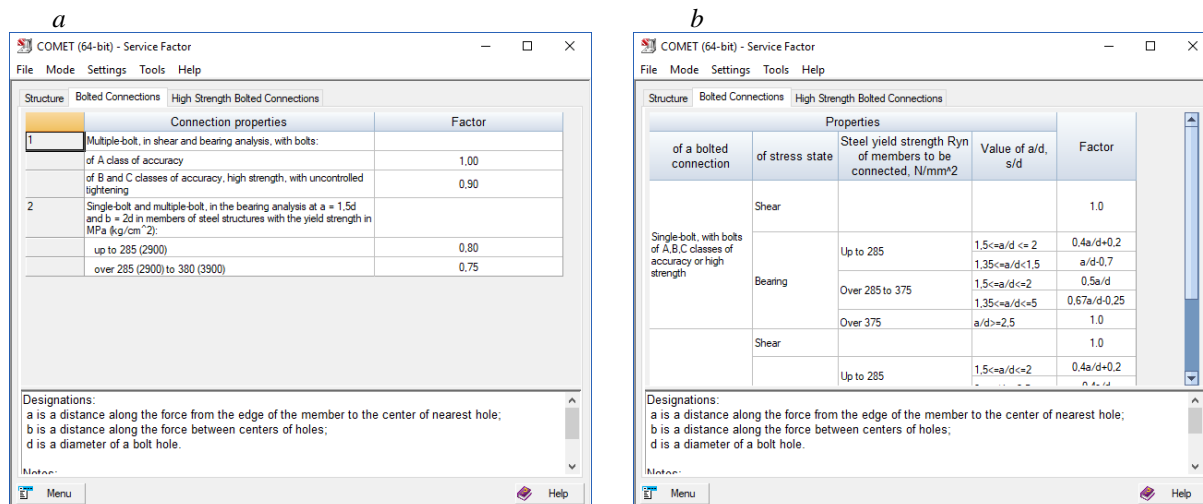 a
COMET (64-bit) - Service Factor
File Mode Settings Tools Help
Structure Bolted Connections High Strength Bolted Connections
Connection properties Factor
1 Multiple-bolt, in shear and bearing analysis, with bolts:
of A class of accuracy 1,00
of B and C classes of accuracy, high strength, with uncontrolled
tightening 0,90
2 Single-bolt and multiple-bolt, in the bearing analysis at a = 1,5d
and b = 2d in members of steel structures with the yield strength in
MPa (kg/cm^2):
up to 285 (2900) 0,80
over 285 (2900) to 380 (3900) 0,75
Designations:
a is a distance along the force from the edge of the member to the center of nearest hole;
b is a distance along the force between centers of holes;
d is a diameter of a bolt hole.
Notes:
Menu Help
b
COMET (64-bit) - Service Factor
File Mode Settings Tools Help
Structure Bolted Connections High Strength Bolted Connections
Properties
of a bolted
connection
of stress state
Steel yield strength Ryn
of members to be
connected, N/mm^2
Value of a/d,
s/d
Factor
Single-bolt, with bolts
of A,B,C classes of
accuracy or high
strength
Shear 1.0
Bearing
Up to 285
1,5<=a/d <= 2 0,4a/d+0,2
1,35<=a/d<1,5 a/d-0,7
Over 285 to 375
1,5<=a/d<=2 0,5a/d
1,35<=a/d<=5 0,67a/d-0,25
Over 375 a/d>=2,5 1.0
Shear 1.0
Up to 285
1,5<=a/d<=2 0,4a/d+0,2
Designations:
a is a distance along the force from the edge of the member to the center of nearest hole;
b is a distance along the force between centers of holes;
d is a diameter of a bolt hole.
Notes:
Menu Help